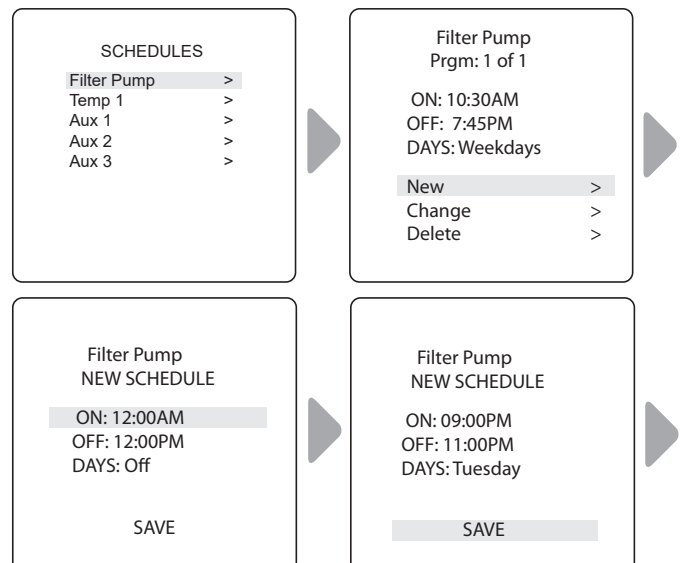 SCHEDULES
Filter Pump >
Temp 1 >
Aux 1 >
Aux 2 >
Aux 3 >
Filter Pump
Prgm: 1 of 1
ON: 10:30AM
OFF: 7:45PM
DAYS: Weekdays
New >
Change >
Delete >
Filter Pump
NEW SCHEDULE
ON: 12:00AM
OFF: 12:00PM
DAYS: Off
SAVE
Filter Pump
NEW SCHEDULE
ON: 09:00PM
OFF: 11:00PM
DAYS: Tuesday
SAVE